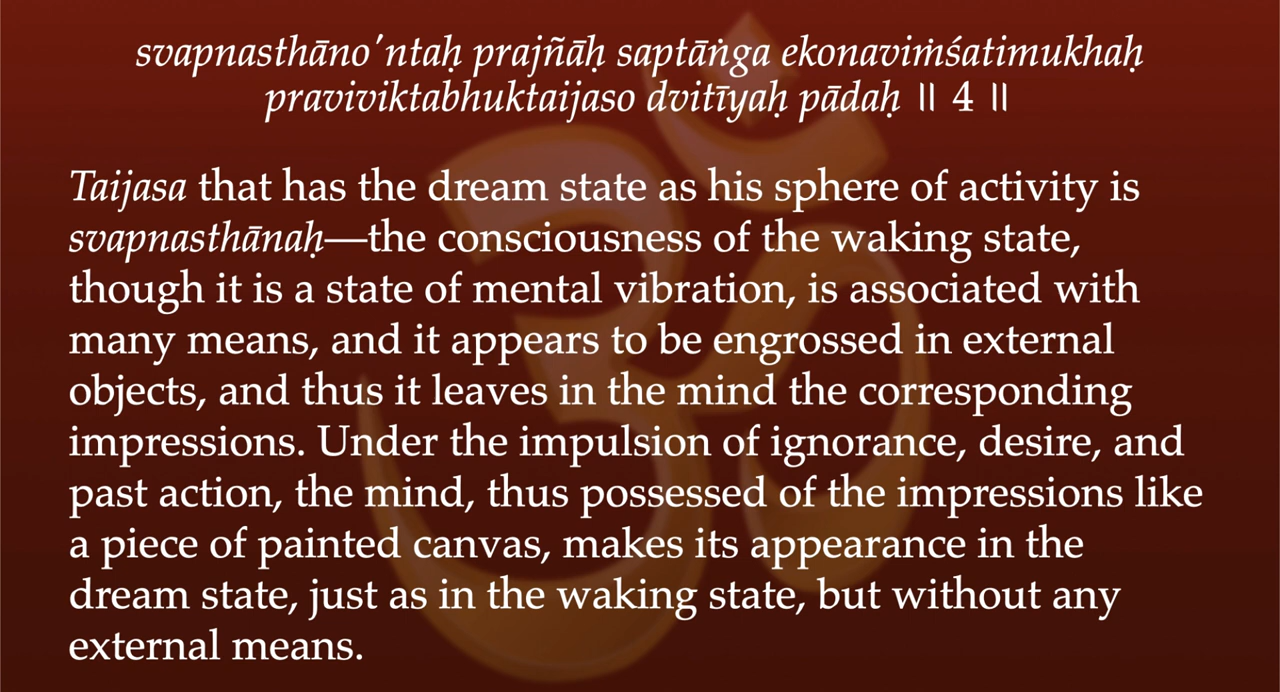 svapnasthāno'ntaḥ prajñāḥ saptāṅga ekonaviṁśatimukhaḥ
praviviktabhuktaijaso dvitīyaḥ pādaḥ ॥ 4 ॥
Taijasa that has the dream state as his sphere of activity is
svapnasthānaḥ—the consciousness of the waking state,
though it is a state of mental vibration, is associated with
many means, and it appears to be engrossed in external
objects, and thus it leaves in the mind the corresponding
impressions. Under the impulsion of ignorance, desire, and
past action, the mind, thus possessed of the impressions like
a piece of painted canvas, makes its appearance in the
dream state, just as in the waking state, but without any
external means.